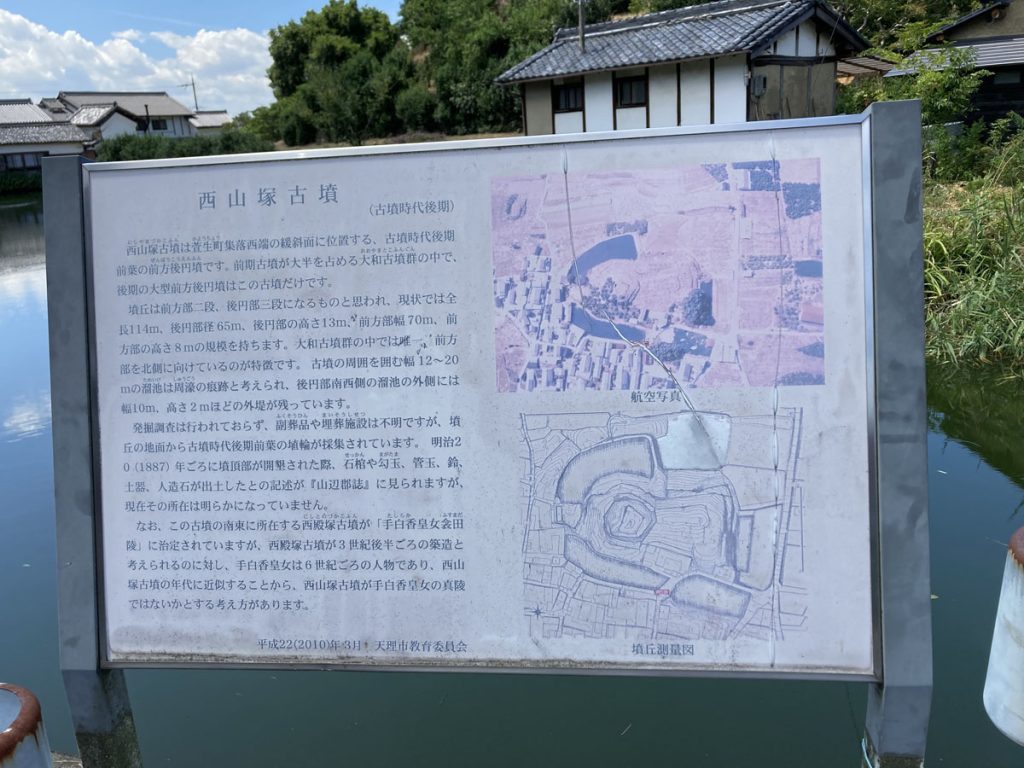 西山塚古墳
（古墳時代後期）
西山塚古墳は萱生町集落西端の緩斜面に位置する、古墳時代後期
前葉の前方後円墳です。前期古墳が大半を占める大和古墳群の中で、
後期の大型前方後円墳はこの古墳だけです。
墳丘は前方部二段、後円部三段になるものと思われ、現状では全
長114m、後円部径65m、後円部の高さ13m、前方部幅70m、前
方部の高さ8mの規模を持ちます。大和古墳群の中では唯一、前方
部を北側に向けているのが特徴です。古墳の周囲を囲む幅12〜20
mの溜池は周濠の痕跡と考えられ、後円部南西側の溜池の外側には
幅10m、高さ2mほどの外堤が残っています。
発掘調査は行われておらず、副葬品や埋葬施設は不明ですが、墳
丘の地面から古墳時代後期前葉の埴輪が採集されています。明治2
0（1887）年ごろに墳頂部が開墾された際、石棺や勾玉、管玉、鈴、
土器、人造石が出土したとの記述が『山辺郡誌』に見られますが、
現在その所在は明らかになっていません。
なお、この古墳の南東に所在する西殿塚古墳が「手白香皇女衾田
陵」に治定されていますが、西殿塚古墳が3世紀後半ごろの築造と
考えられるのに対し、手白香皇女は6世紀ごろの人物であり、西山
塚古墳の年代に近似することから、西山塚古墳が手白香皇女の真陵
ではないかとする考え方があります。
平成22(2010)年3月 天理市教育委員会
航空写真
墳丘測量図